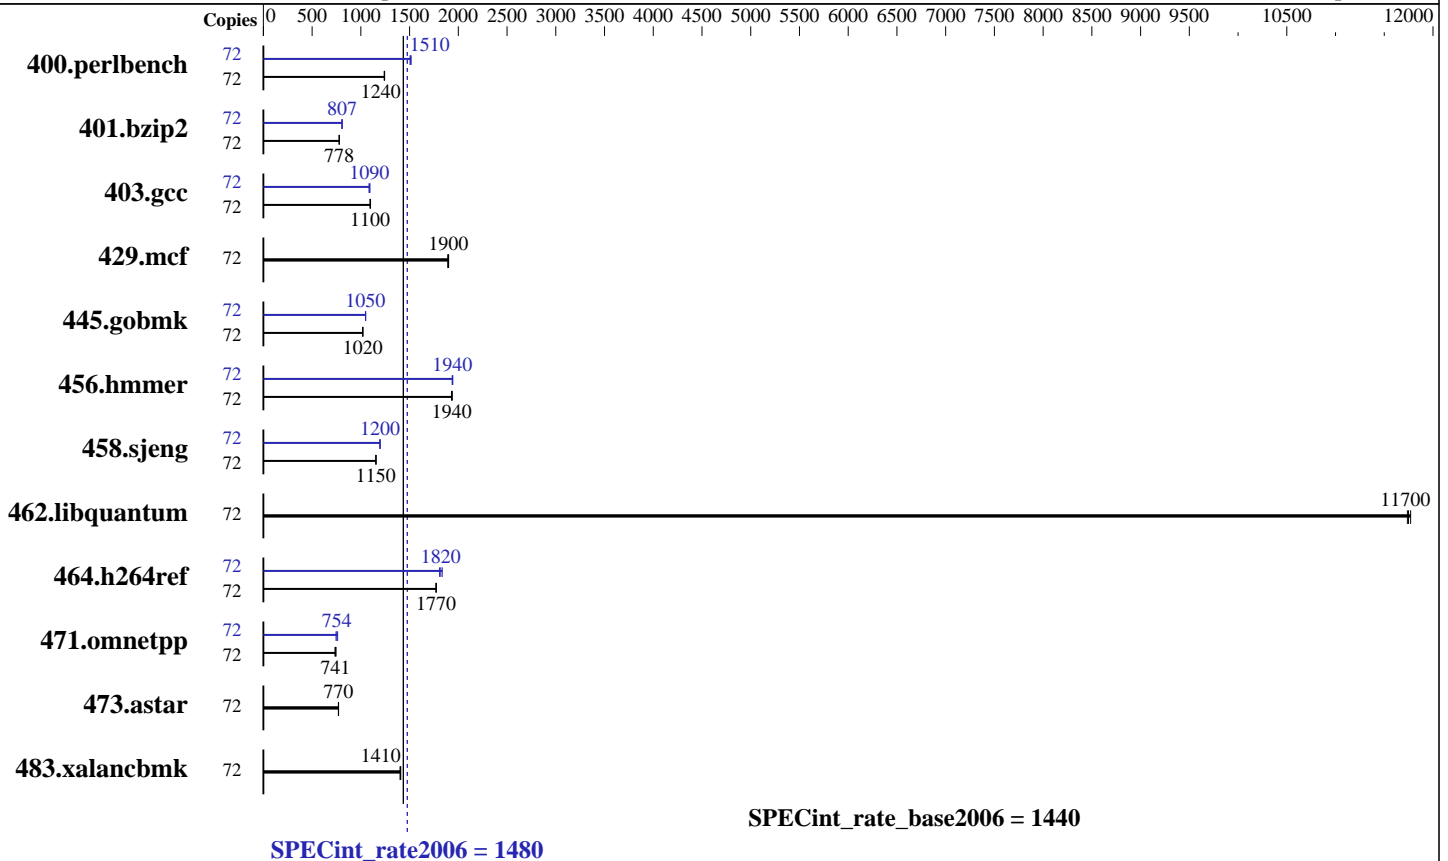 Copies 0 500 1000 1500 2000 2500 3000 3500 4000 4500 5000 5500 6000 6500 7000 7500 8000 8500 9000 9500 10500 12000
1510
400.perlbench 72
72
1240
807
401.bzip2 72
72
778
1090
403.gcc 72
72
1100
1900
429.mcf 72
1050
445.gobmk 72
72
1020
1940
456.hmmer 72
72
1940
1200
458.sjeng 72
72
1150
11700
462.libquantum 72
1820
464.h264ref 72
72
1770
754
471.omnetpp 72
72
741
770
473.astar 72
1410
483.xalancbmk 72
SPECint_rate_base2006 = 1440
SPECint_rate2006 = 1480